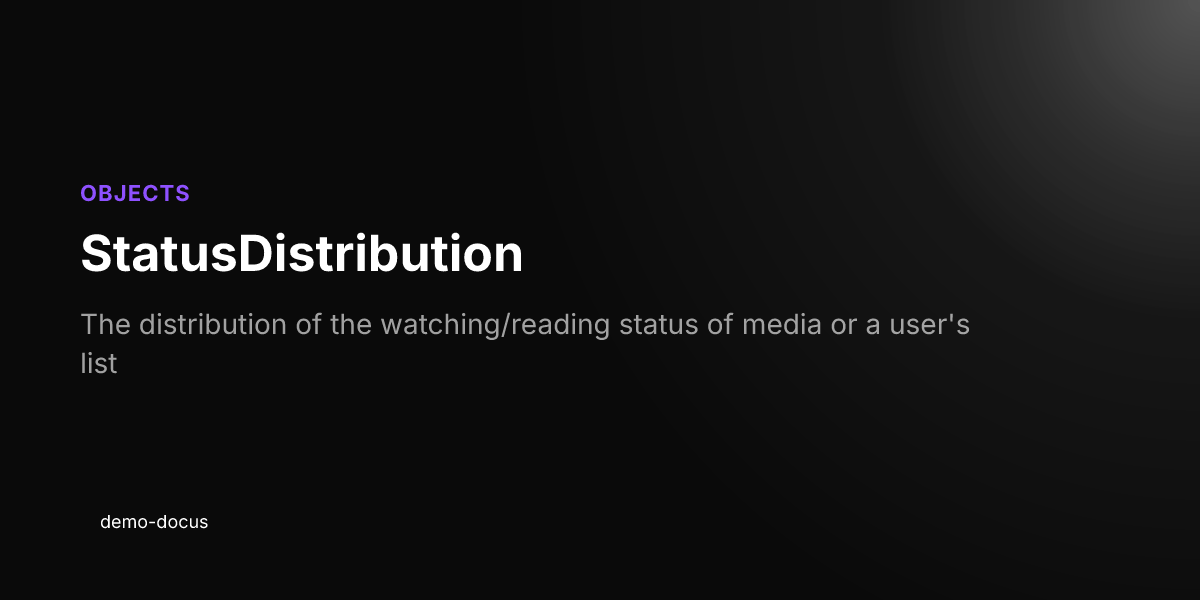 OBJECTS
StatusDistribution
The distribution of the watching/reading status of media or a user's
list
demo-docus